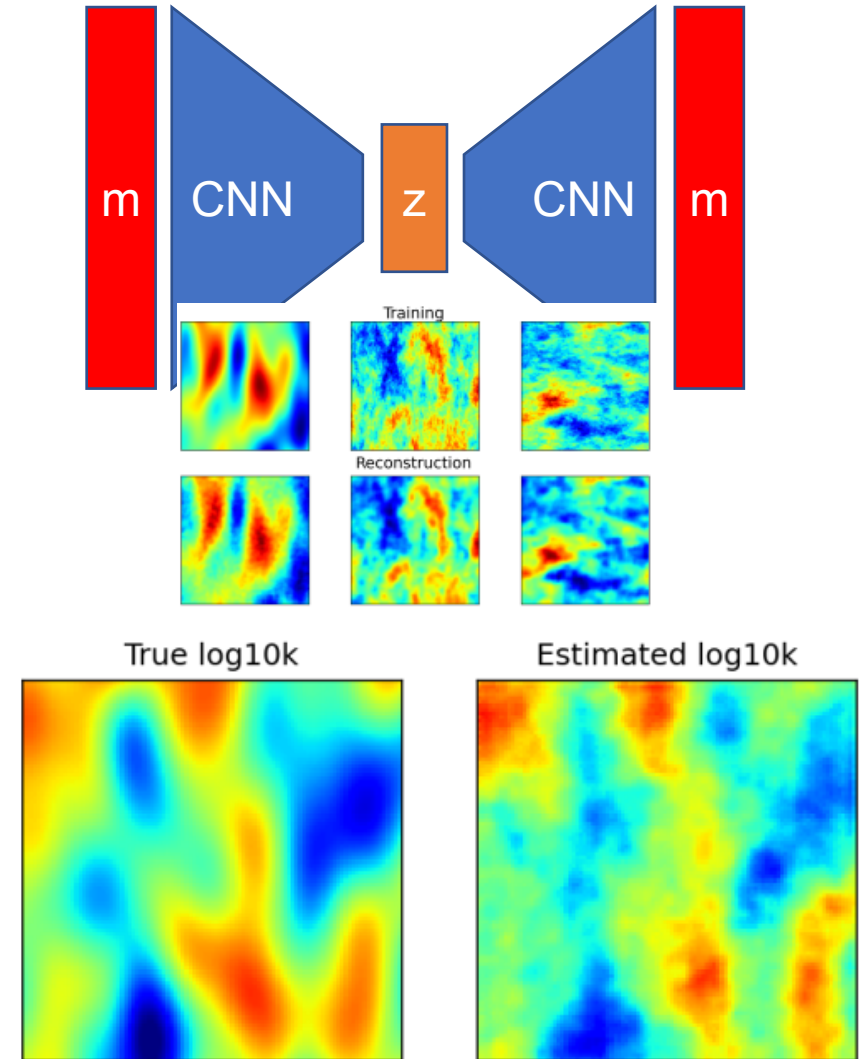 m CNN z CNN m
Training
Reconstruction
True log10k Estimated log10k